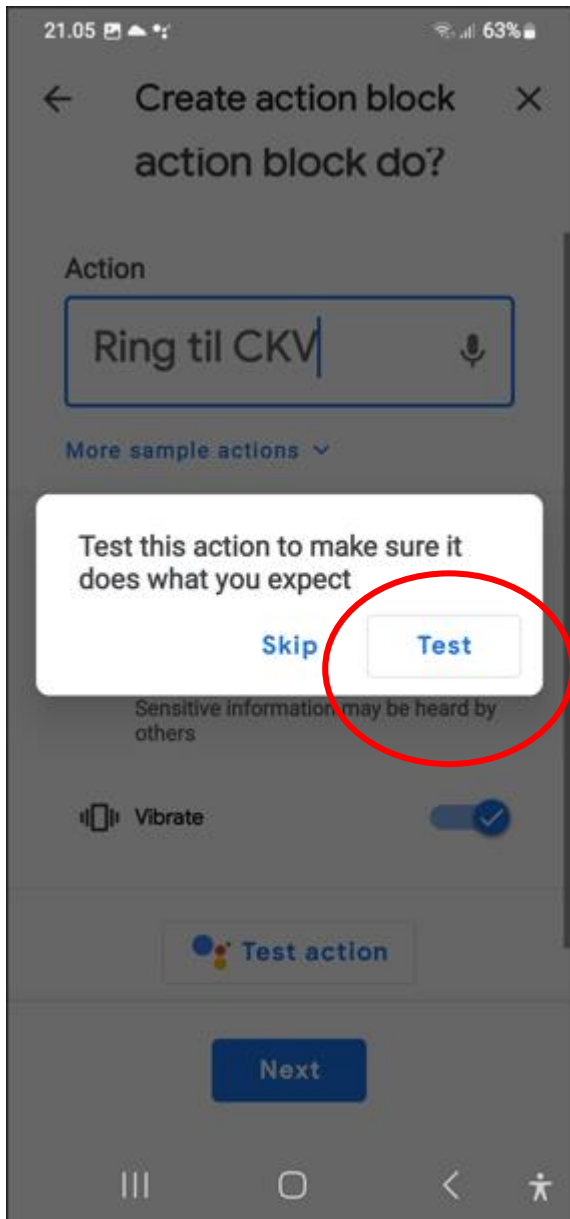 21.05 63%
Create action block
action block do?
Action
Ring til CKV
More sample actions
Test this action to make sure it
does what you expect
Skip Test
Sensitive information may be heard by
others
Vibrate
Test action
Next